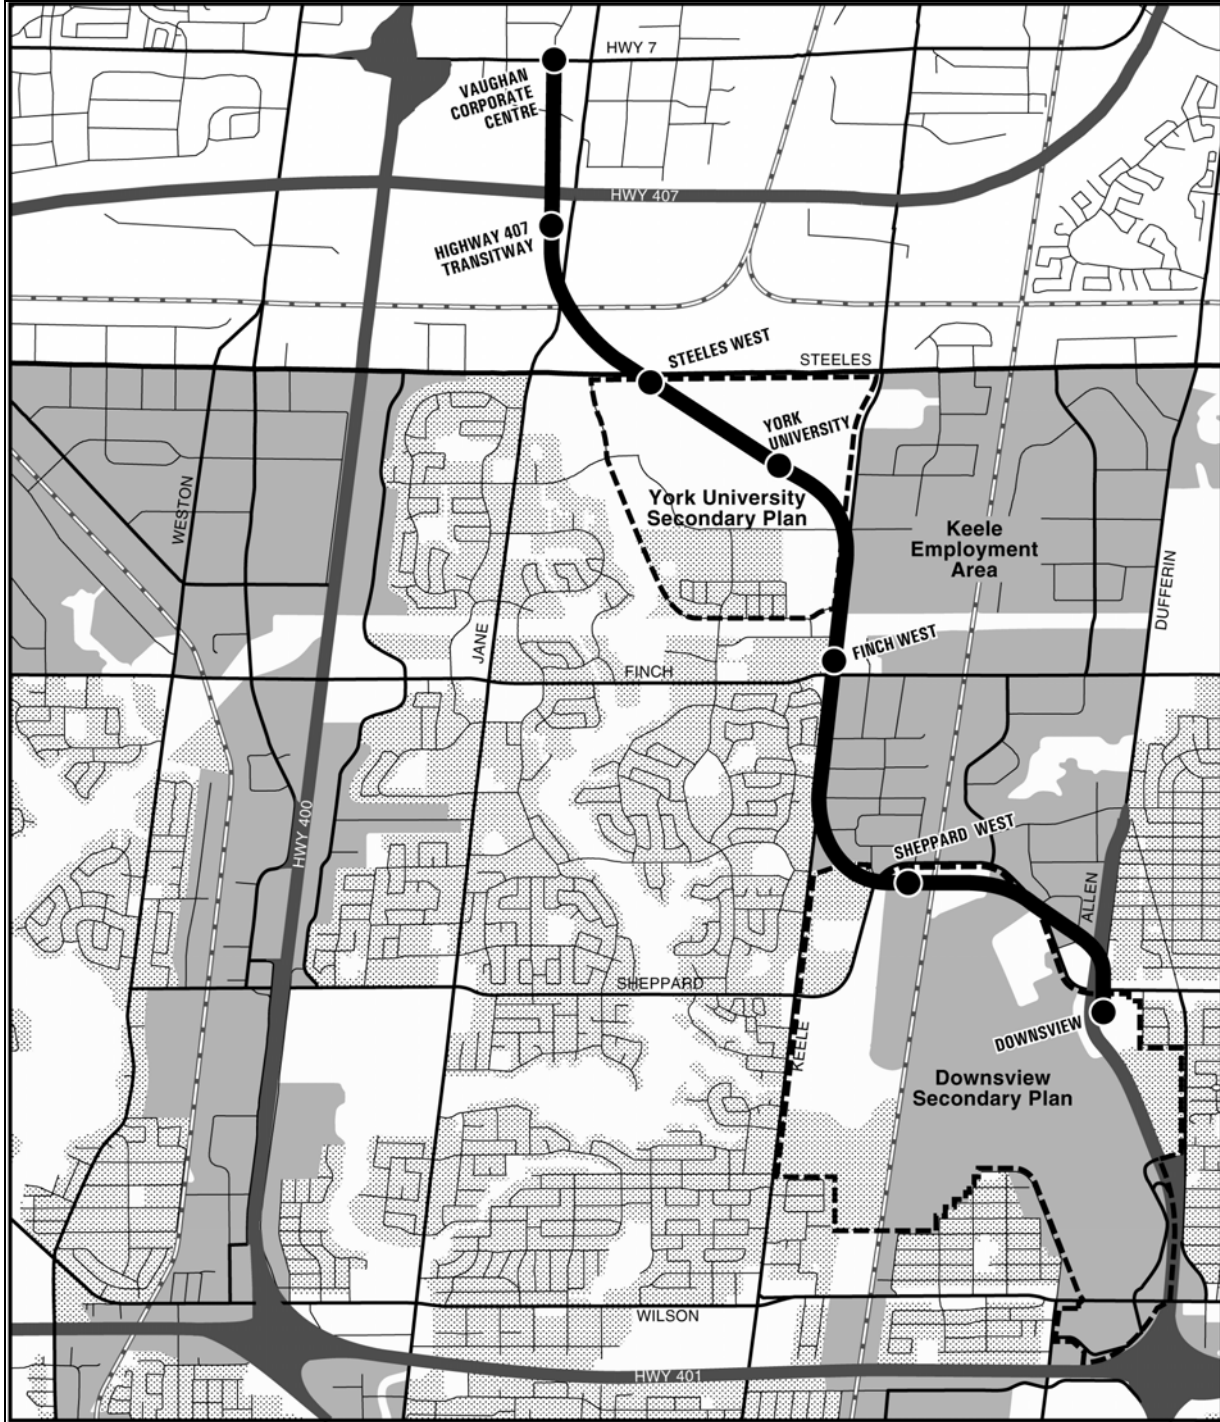 HWY 7
VAUGHAN
CORPORATE
CENTRE
HWY 407
HIGHWAY 407
TRANSITWAY
STEELES WEST
STEELES
YORK
UNIVERSITY
York University
Secondary Plan
WESTON
Keele
Employment
Area
DUFFERIN
JANE
FINCH WEST
FINCH
HWY 400
SHEPPARD WEST
ALLEN
SHEPPARD
DOWNSVIEW
KEELE
Downsview
Secondary Plan
WILSON
HWY 401